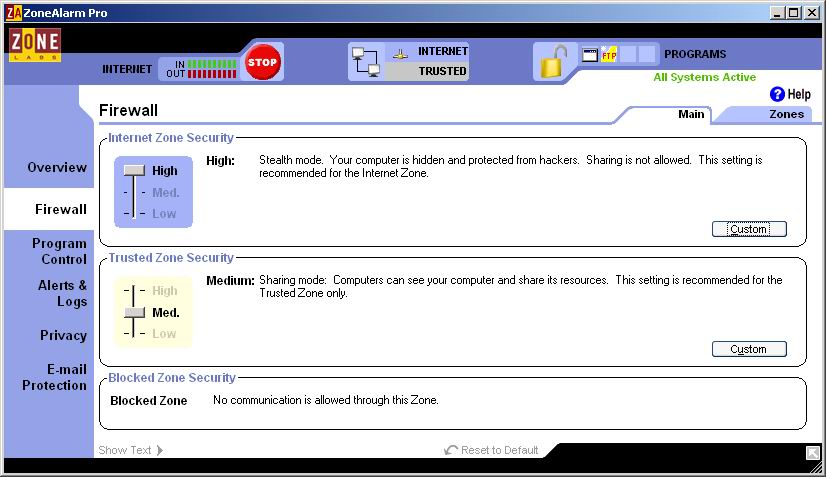 ZA ZoneAlarm Pro
ZONE
LABS
INTERNET
IN
OUT
STOP
INTERNET
TRUSTED
FTP
PROGRAMS
All Systems Active
? Help
Firewall
Main
Zones
Overview
Firewall
Program
Control
Alerts &
Logs
Privacy
E-mail
Protection
Internet Zone Security
High
Med.
Low
High:
Stealth mode. Your computer is hidden and protected from hackers. Sharing is not allowed. This setting is
recommended for the Internet Zone.
Custom
Trusted Zone Security
High
Med.
Low
Medium:
Sharing mode: Computers can see your computer and share its resources. This setting is recommended for the
Trusted Zone only.
Custom
Blocked Zone Security
Blocked Zone
No communication is allowed through this Zone.
Show Text
Reset to Default